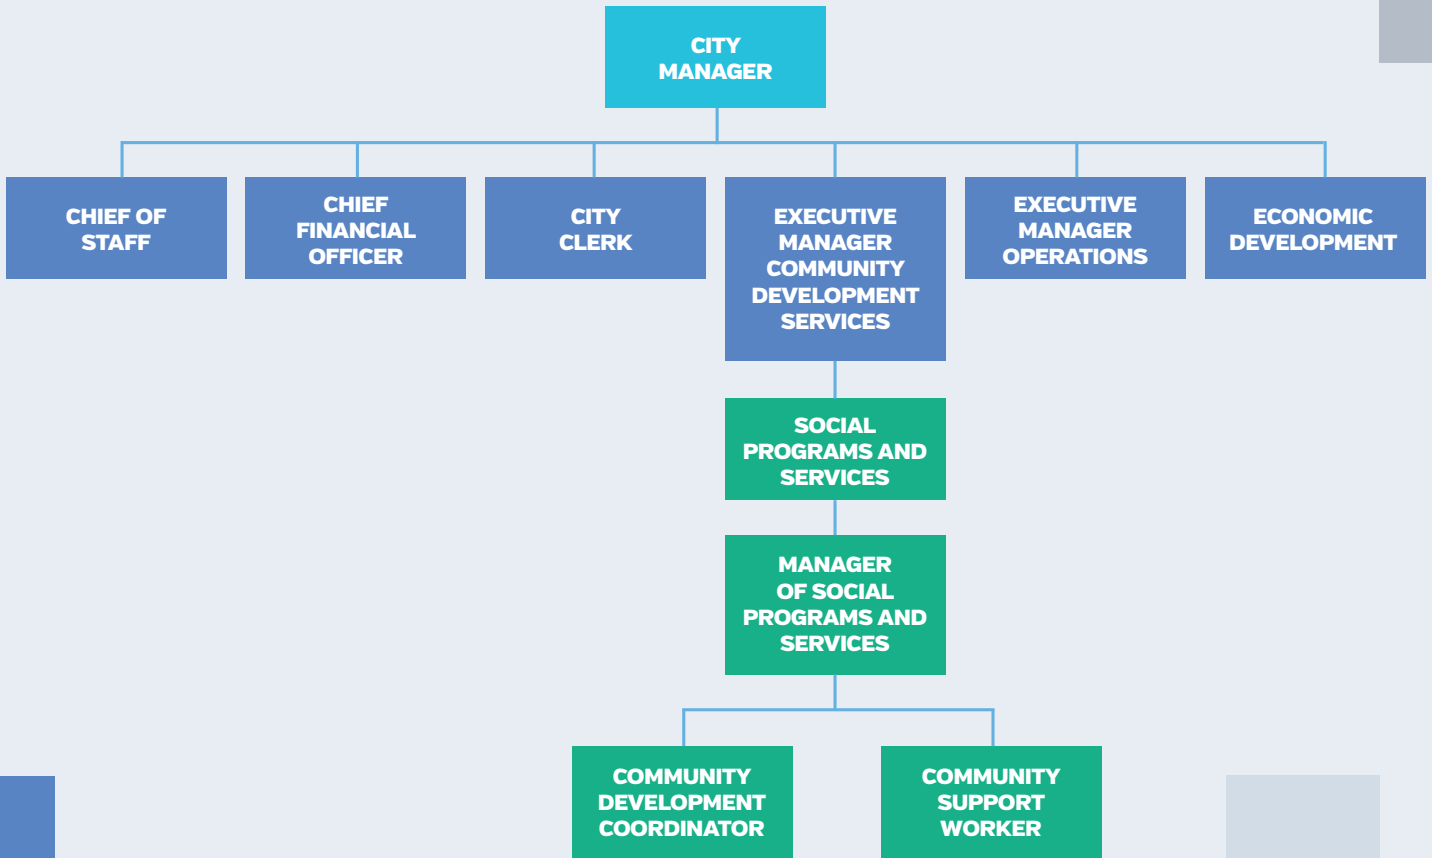 CITY
MANAGER
CHIEF OF
STAFF
CHIEF
FINANCIAL
OFFICER
CITY
CLERK
EXECUTIVE
MANAGER
COMMUNITY
DEVELOPMENT
SERVICES
EXECUTIVE
MANAGER
OPERATIONS
ECONOMIC
DEVELOPMENT
SOCIAL
PROGRAMS AND
SERVICES
MANAGER
OF SOCIAL
PROGRAMS AND
SERVICES
COMMUNITY
DEVELOPMENT
COORDINATOR
COMMUNITY
SUPPORT
WORKER